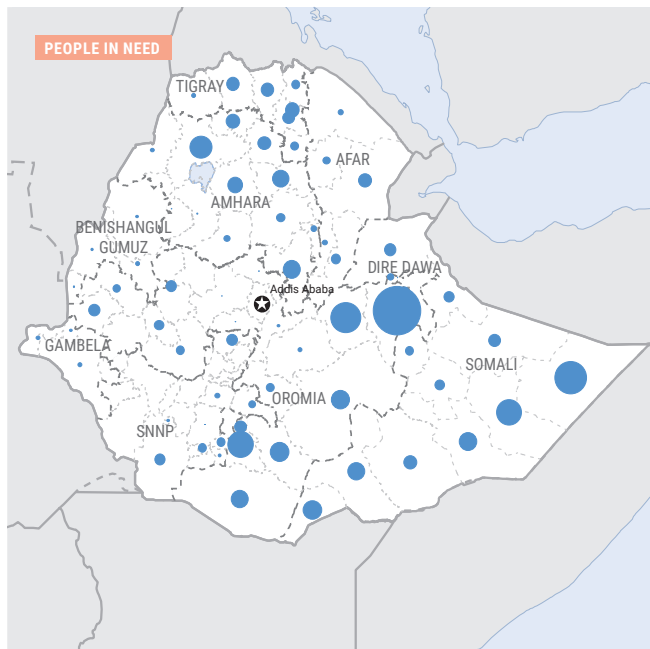 PEOPLE IN NEED
TIGRAY
AFAR
AMHARA
BENISHANGUL
GUMUZ
DIRE DAWA
Addis Ababa
GAMBELA
SOMALI
OROMIA
SNNP